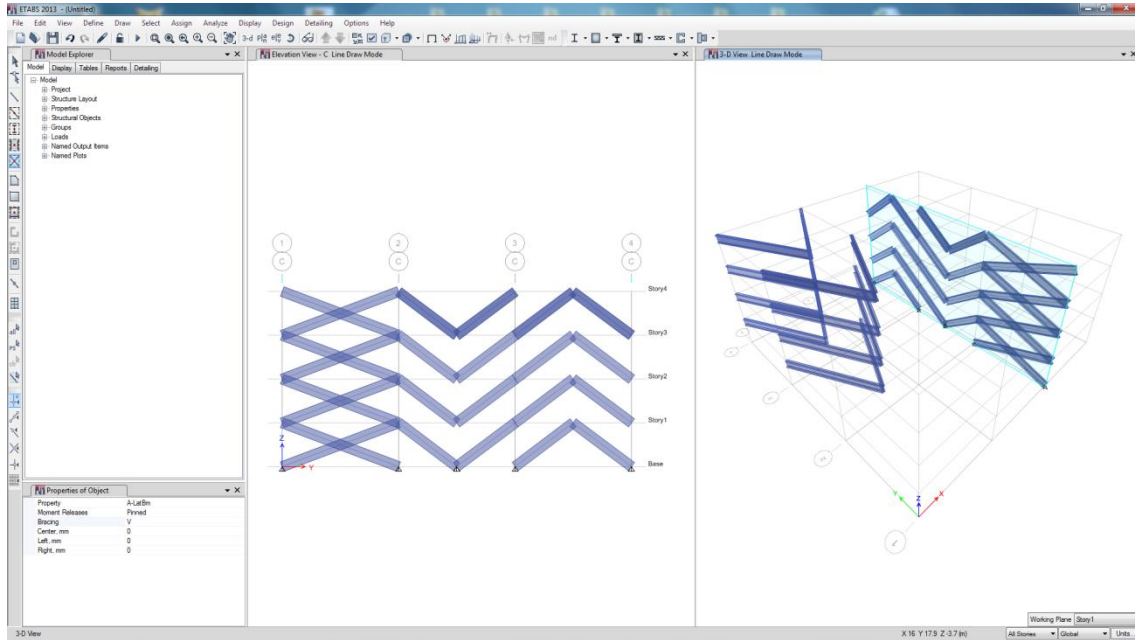 ETABS 2013 - (Untitled)
File Edit View Define Draw Select Assign Analyze Display Design Detailing Options Help
3-d
nd
Model Explorer
Model Display Tables Reports Detailing
Model
Project
Structure Layout
Properties
Structural Objects
Groups
Loads
Named Output Items
Named Plots
Properties of Object
Property A-LatBm
Moment Releases Pinned
Bracing V
Center, mm 0
Left, mm 0
Right, mm 0
Elevation View - C Line Draw Mode
1 2 3 4
C C C C
Story4
Story3
Story2
Story1
Base
Z
Y
3-D View Line Draw Mode
Y Z X
Working Plane Story1
3-D View
X 16 Y 17.9 Z -3.7 (m)
All Stories Global Units...